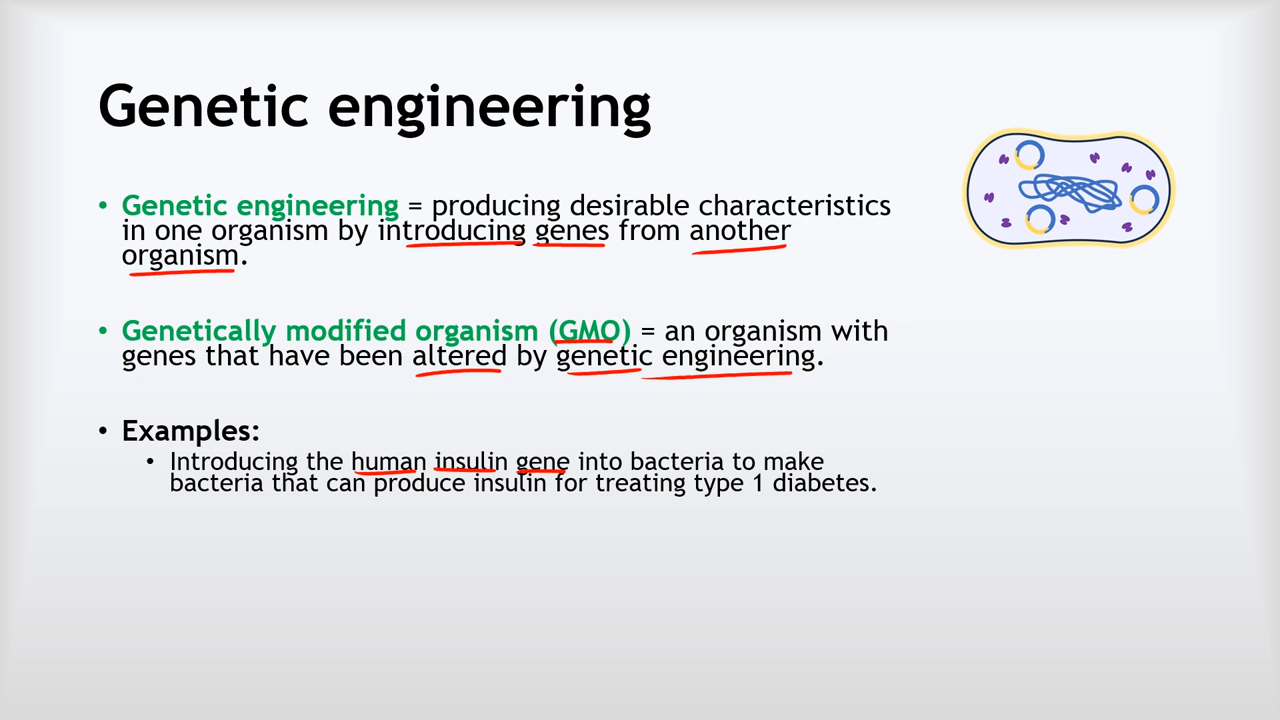 Genetic engineering
• Genetic engineering = producing desirable characteristics
in one organism by introducing genes from another
organism.
• Genetically modified organism (GMO) = an organism with
genes that have been altered by genetic engineering.
• Examples:
• Introducing the human insulin gene into bacteria to make
bacteria that can produce insulin for treating type 1 diabetes.